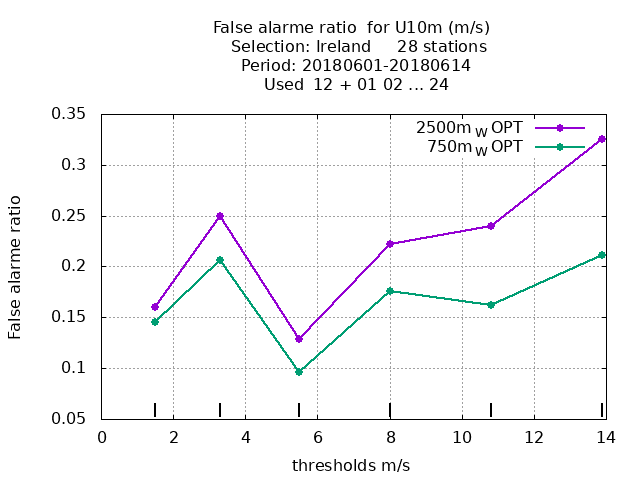 False alarme ratio  for U10m (m/s)
Selection: Ireland     28 stations
Period: 20180601-20180614
Used  12 + 01 02 ... 24
0.35
0.3
0.25
0.2
0.15
0.1
0.05
False alarme ratio
2500m W OPT
750m W OPT
0 2 4 6 8 10 12 14
thresholds m/s